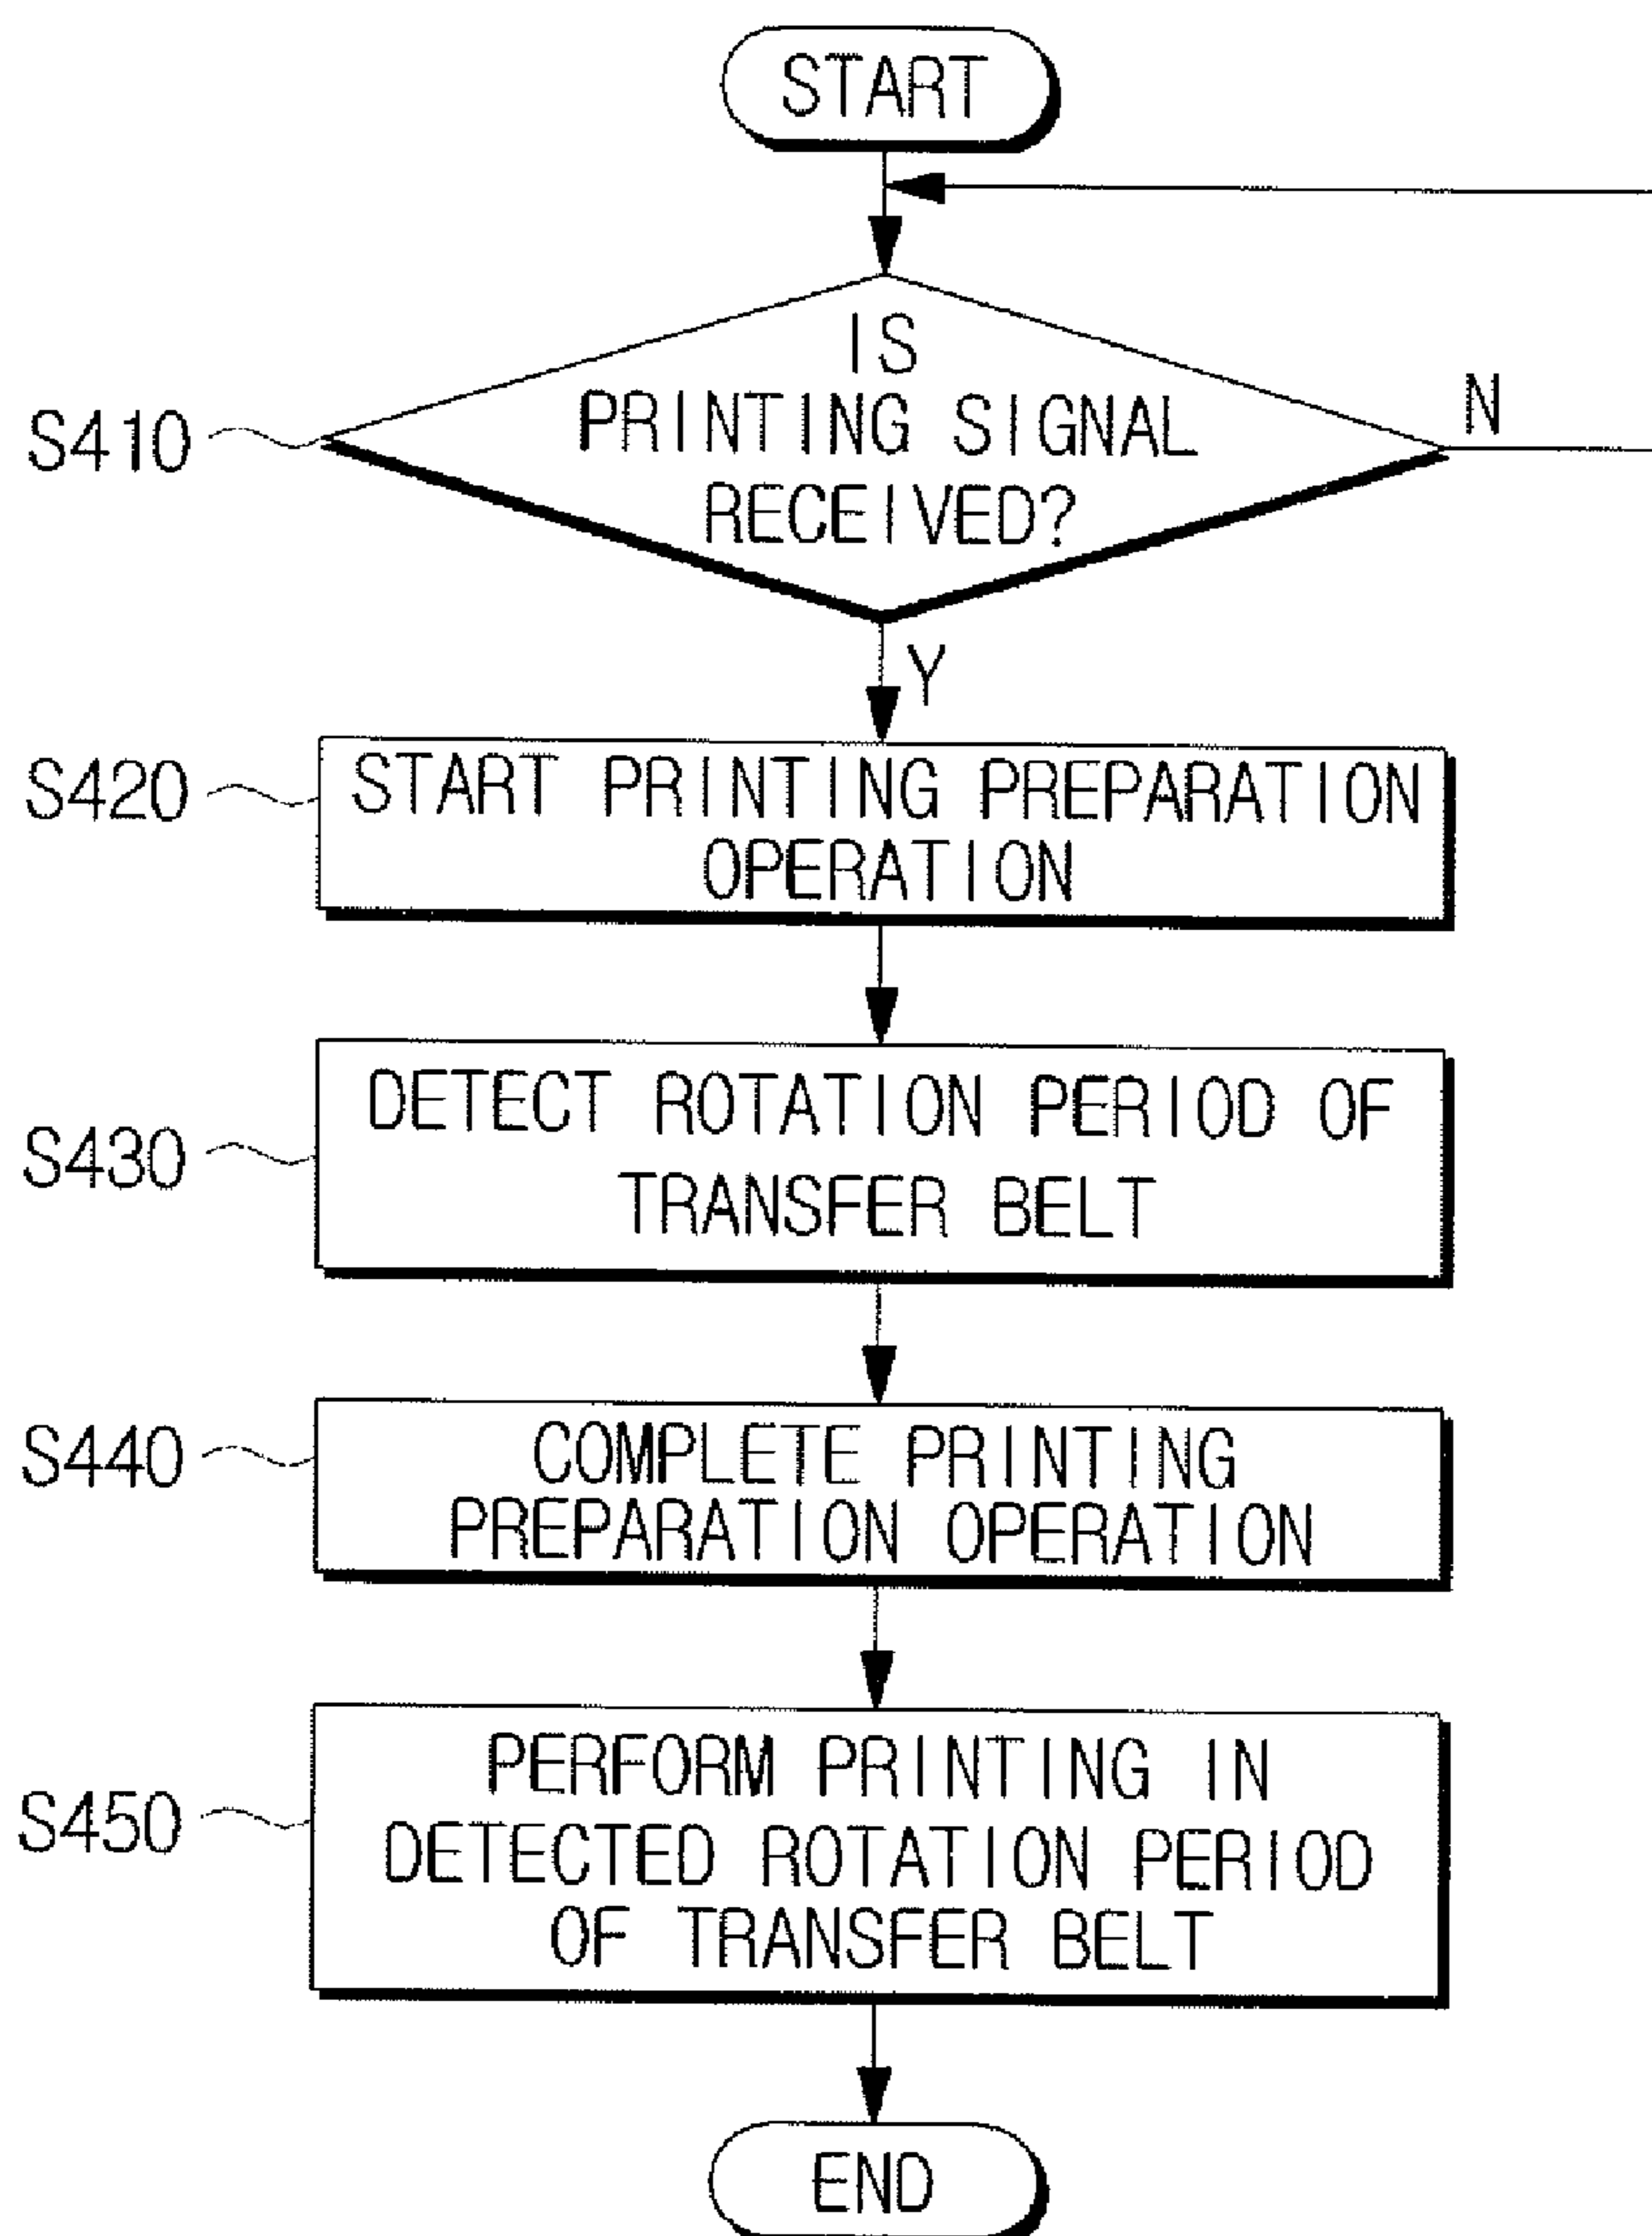 START
IS
PRINTING SIGNAL
RECEIVED?
S410
N
Y
S420
START PRINTING PREPARATION
OPERATION
S430
DETECT ROTATION PERIOD OF
TRANSFER BELT
S440
COMPLETE PRINTING
PREPARATION OPERATION
S450
PERFORM PRINTING IN
DETECTED ROTATION PERIOD
OF TRANSFER BELT
END